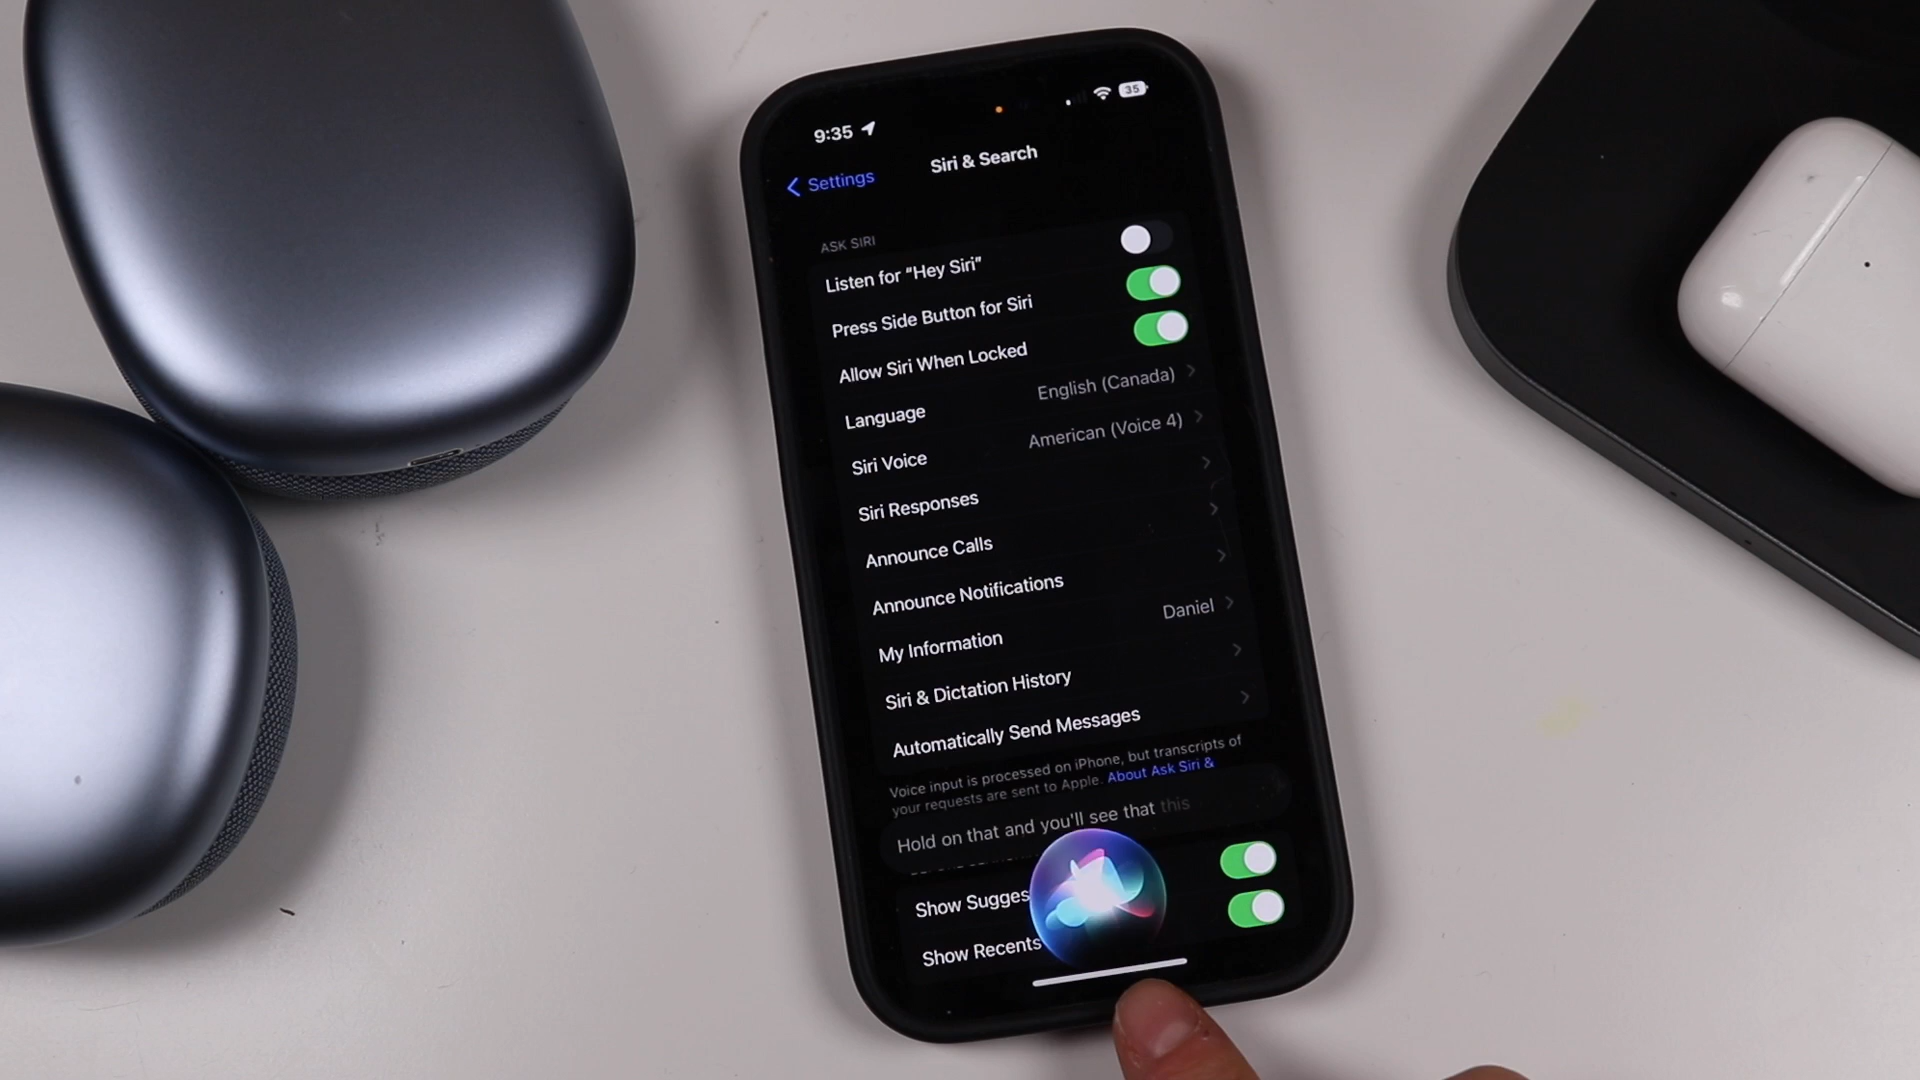 9:35
35
Settings
Siri & Search
ASK SIRI
Listen for “Hey Siri”
Press Side Button for Siri
Allow Siri When Locked
Language English (Canada)
Siri Voice American (Voice 4)
Siri Responses
Announce Calls
Announce Notifications
My Information Daniel
Siri & Dictation History
Automatically Send Messages
Voice input is processed on iPhone, but transcripts of
your requests are sent to Apple. About Ask Siri &
Hold on that and you'll see that this
Show Sugges
Show Recents